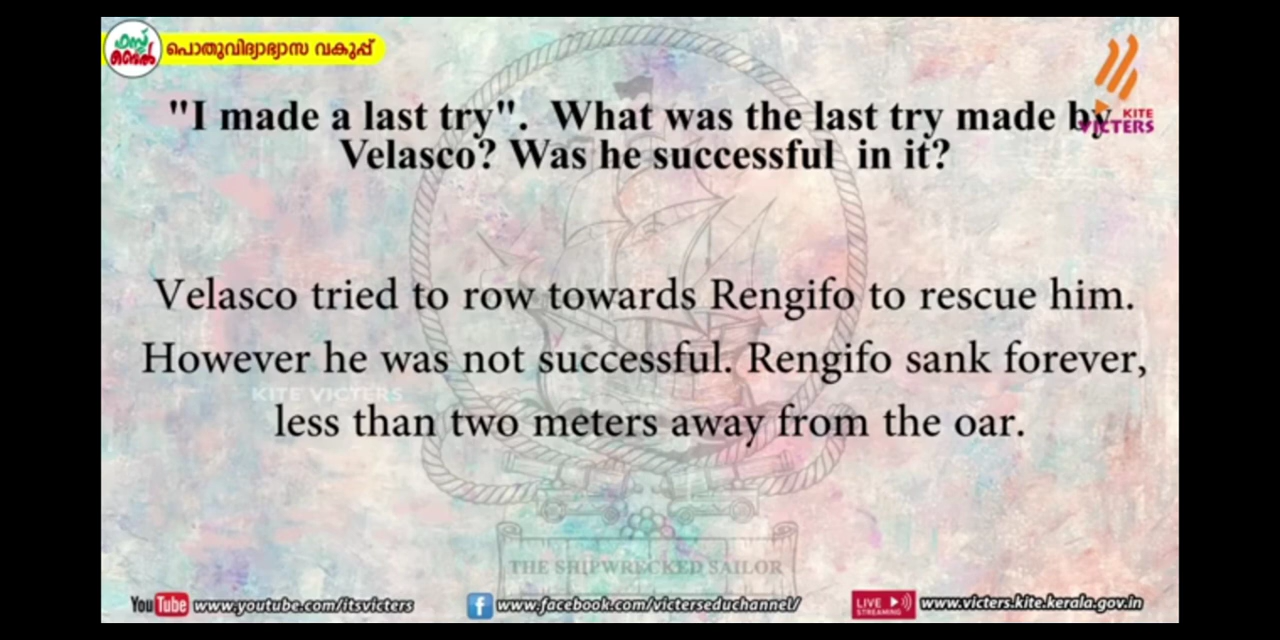 ഫസ്റ്റ് ബെൽ
പൊതുവിദ്യാഭ്യാസ വകുപ്പ്
KITE
VICTERS
"I made a last try". What was the last try made by
Velasco? Was he successful in it?
Velasco tried to row towards Rengifo to rescue him.
However he was not successful. Rengifo sank forever,
KITE VICTERS
less than two meters away from the oar.
THE SHIPWRECKED SAILOR
YouTube www.youtube.com/itsvicters
f www.facebook.com/victerseduchannel/
LIVE STREAMING www.victers.kite.kerala.gov.in